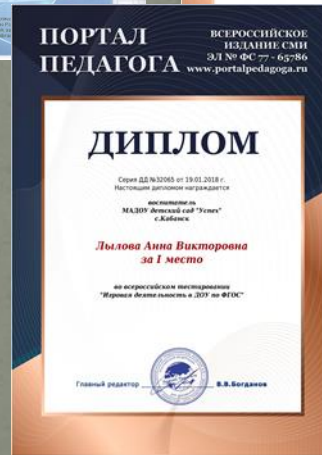 ПОРТАЛ
ПЕДАГОГА
ВСЕРОССИЙСКОЕ
ИЗДАНИЕ СМИ
ЭЛ № ФС 77 - 65786
www.portalpedagoga.ru
ДИПЛОМ
Серия ДД №32065 от 19.01.2018 г.
Настоящим дипломом награждается
воспитатель
МАДОУ детский сад "Успех"
с.Кабанск
Лылова Анна Викторовна
за I место
во всероссийском тестировании
"Игровая деятельность в ДОУ по ФГОС"
Главный редактор
В.В.Богданов